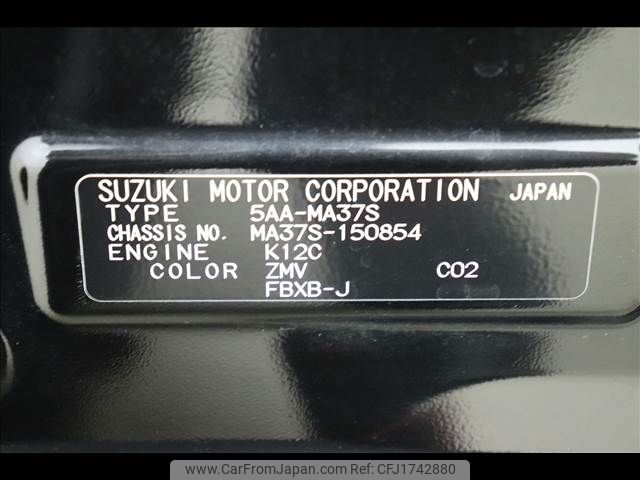 SUZUKI MOTOR CORPORATION JAPAN
TYPE 5AA-MA37S
CHASSIS NO. MA37S-150854
ENGINE K12C
COLOR ZMV C02
FBXB-J
www.CarFromJapan.com | Ref. No: CFJ1742880